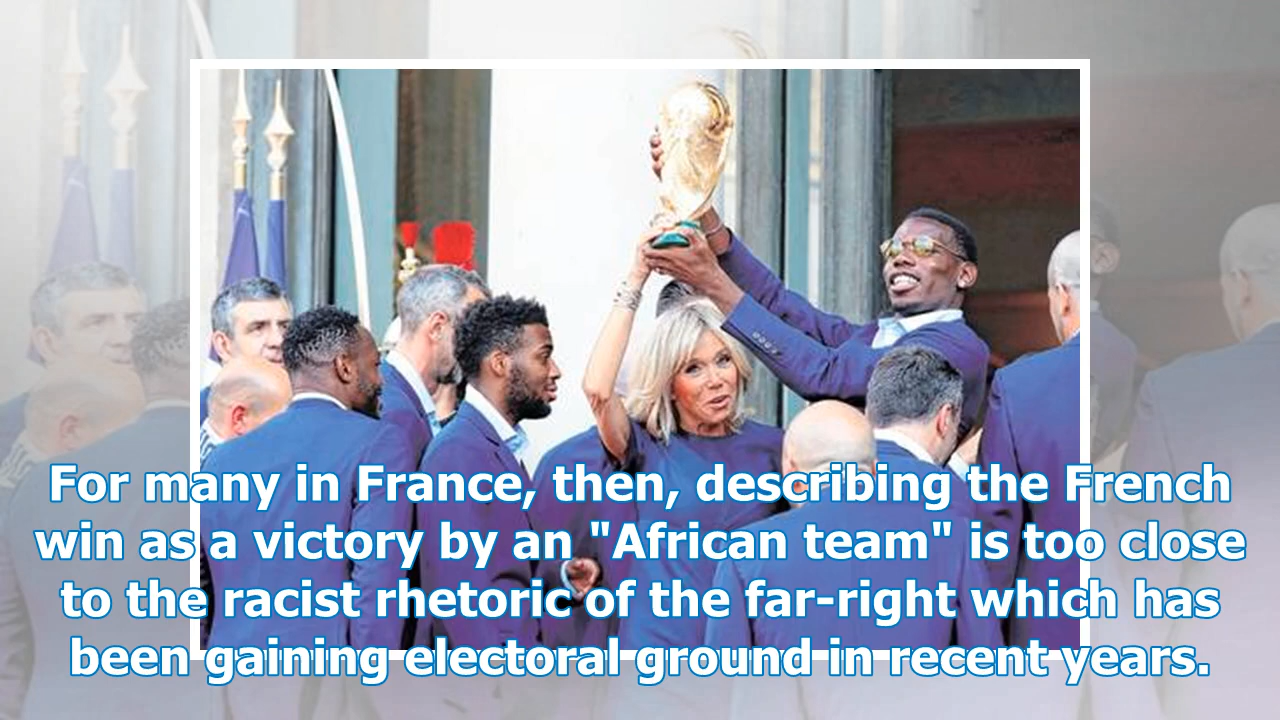 For many in France, then, describing the French
win as a victory by an "African team" is too close
to the racist rhetoric of the far-right which has
been gaining electoral ground in recent years.